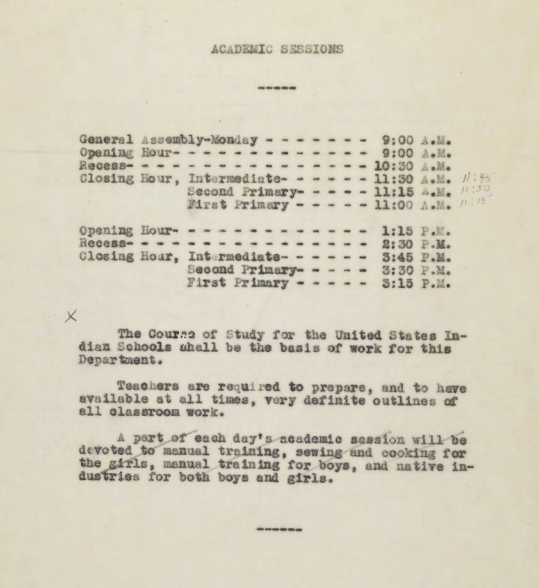 ACADEMIC SESSIONS
-----
General Assembly-Monday - - - - - - - 9:00 A.M.
Opening Hour- - - - - - - - - - - - - 9:00 A.M.
Recess- - - - - - - - - - - - - - - - 10:30 A.M.
Closing Hour, Intermediate- - - - - - 11:30 A.M. 11:45
Second Primary- - - - - 11:15 A.M. 11:30
First Primary - - - - - 11:00 A.M. 11:15
Opening Hour- - - - - - - - - - - - - 1:15 P.M.
Recess- - - - - - - - - - - - - - - - 2:30 P.M.
Closing Hour, Intermediate- - - - - - 3:45 P.M.
Second Primary- - - - - 3:30 P.M.
First Primary - - - - - 3:15 P.M.
X
The Course of Study for the United States In-
dian Schools shall be the basis of work for this
Department.
Teachers are required to prepare, and to have
available at all times, very definite outlines of
all classroom work.
A part of each day's academic session will be
devoted to manual training, sewing and cooking for
the girls, manual training for boys, and native in-
dustries for both boys and girls.
------